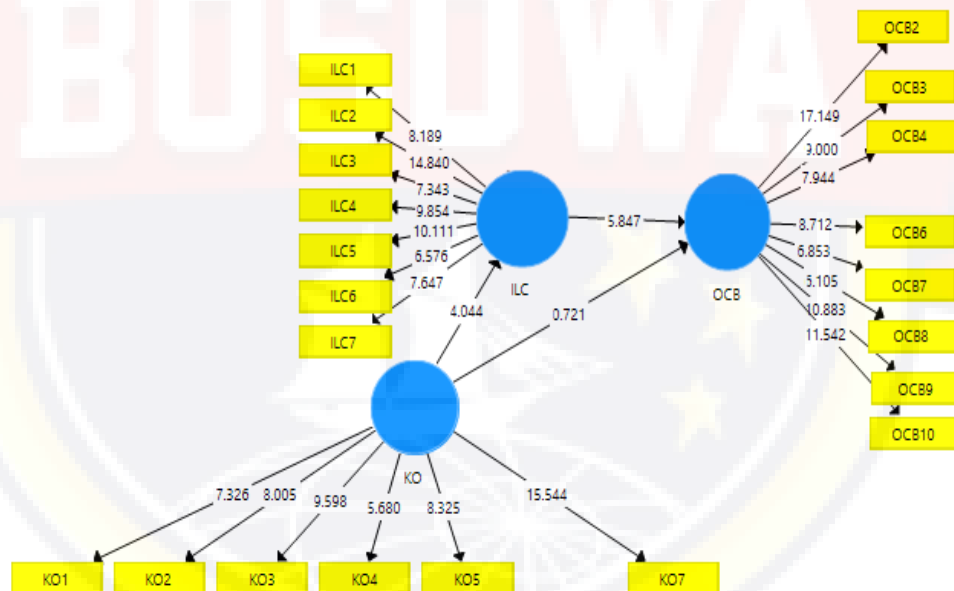 BOSOWA
OCB2
ILC1
OCB3
ILC2
17.149
OCB4
8.189
9.000
ILC3
14.840
7.944
7.343
ILC4
9.854
5.847
8.712
OCB6
10.111
ILC5
6.853
6.576
OCB7
ILC6
7.647
ILC
OCB
10.883
4.044
0.721
OCB8
11.542
ILC7
OCB9
OCB10
KO
7.326
8.005
9.598
5.680
8.325
15.544
KO1
KO2
KO3
KO4
KO5
KO7